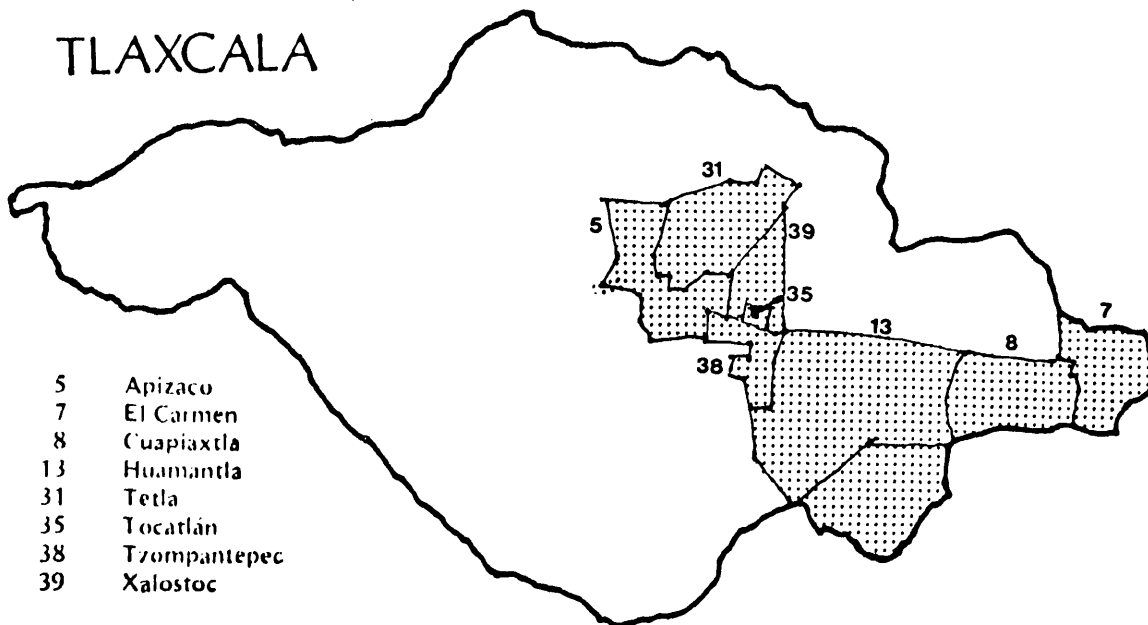 TLAXCALA
31
5
39
35
7
13
8
38
5 Apizaco
7 El Carmen
8 Cuapiaxtla
13 Huamantla
31 Tetla
35 Tocatlán
38 Tzompantepec
39 Xalostoc